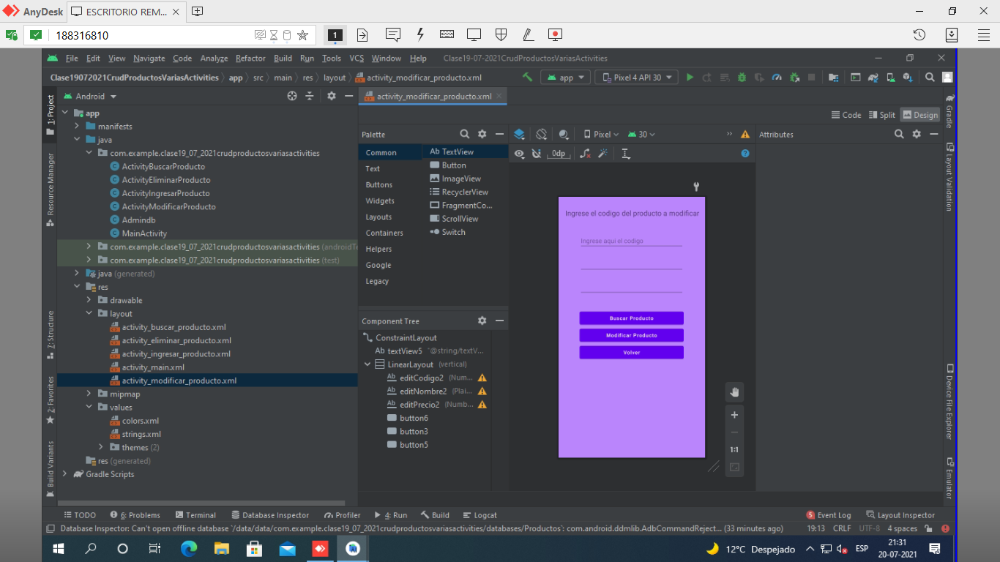 AnyDesk
ESCRITORIO REM...
188316810
1
File Edit View Navigate Code Analyze Refactor Build Run Tools VCS Window Help Clase19-07-2021CrudProductosVariasActivities
Clase19072021CrudProductosVariasActivities app src main res layout activity_modificar_producto.xml
app Pixel 4 API 30
Android
activity_modificar_producto.xml
Code Split Design
1: Project
Resource Manager
7: Structure
2: Favorites
Build Variants
app
manifests
java
com.example.clase19_07_2021crudproductosvariasactivities
ActivityBuscarProducto
ActivityEliminarProducto
ActivityIngresarProducto
ActivityModificarProducto
Admindb
MainActivity
com.example.clase19_07_2021crudproductosvariasactivities (androidTe
com.example.clase19_07_2021crudproductosvariasactivities (test)
java (generated)
res
drawable
layout
activity_buscar_producto.xml
activity_eliminar_producto.xml
activity_ingresar_producto.xml
activity_main.xml
activity_modificar_producto.xml
mipmap
values
colors.xml
strings.xml
themes (2)
res (generated)
Gradle Scripts
Palette
Common
Text
Buttons
Widgets
Layouts
Containers
Helpers
Google
Legacy
Ab TextView
Button
ImageView
RecyclerView
FragmentCo...
ScrollView
Switch
Component Tree
ConstraintLayout
Ab textView5 "@string/textV...
LinearLayout (vertical)
Ab editCodigo2 (Num...
Ab editNombre2 (Plai...
Ab editPrecio2 (Numb...
button6
button3
button5
Pixel 30
0dp
Ingrese el codigo del producto a modificar
Ingrese aqui el codigo
Buscar Producto
Modificar Producto
Volver
1:1
Attributes
Gradle
Layout Validation
Device File Explorer
Emulator
TODO 6: Problems Terminal Database Inspector Profiler 4: Run Build Logcat 5 Event Log Layout Inspector
Database Inspector: Can't open offline database '/data/data/com.example.clase19_07_2021crudproductosvariasactivities/databases/Productos': com.android.ddmlib.AdbCommandReject... (33 minutes ago) 19:13 CRLF UTF-8 4 spaces
12°C Despejado ESP
21:31
20-07-2021